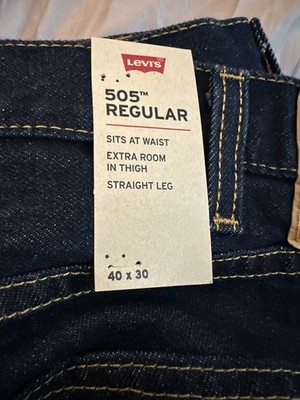 LEVI'S
505™
REGULAR
SITS AT WAIST
EXTRA ROOM
IN THIGH
STRAIGHT LEG
40 x 30